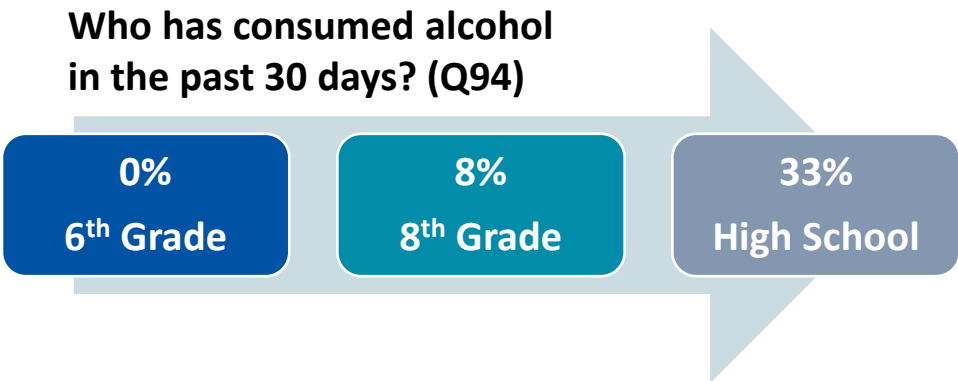 Who has consumed alcohol
in the past 30 days? (Q94)
0%
6th Grade
8%
8th Grade
33%
High School